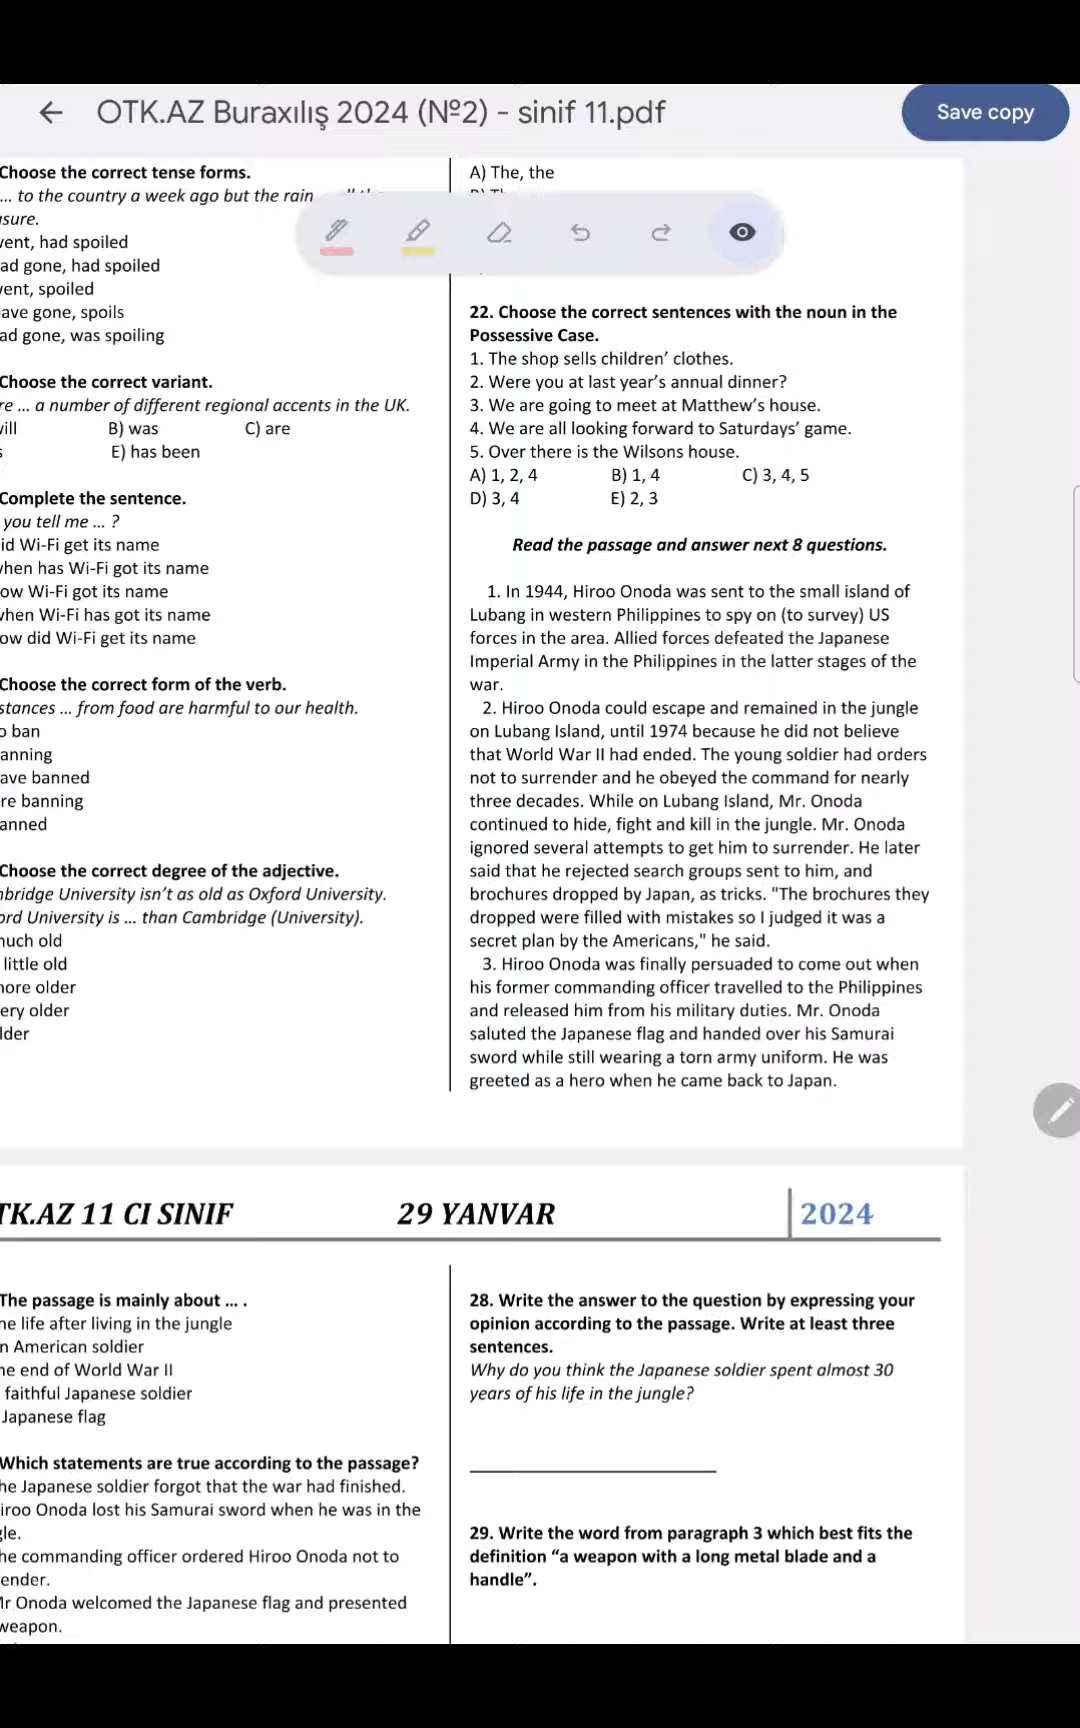 OTK.AZ Buraxılış 2024 (№2) - sinif 11.pdf
Save copy
Choose the correct tense forms.
... to the country a week ago but the rain
sure.
ent, had spoiled
ad gone, had spoiled
ent, spoiled
ave gone, spoils
ad gone, was spoiling
Choose the correct variant.
re ... a number of different regional accents in the UK.
ill B) was C) are
E) has been
Complete the sentence.
you tell me ... ?
id Wi-Fi get its name
hen has Wi-Fi got its name
ow Wi-Fi got its name
hen Wi-Fi has got its name
ow did Wi-Fi get its name
Choose the correct form of the verb.
stances ... from food are harmful to our health.
o ban
anning
ave banned
re banning
anned
Choose the correct degree of the adjective.
bridge University isn't as old as Oxford University.
ord University is ... than Cambridge (University).
uch old
little old
ore older
ery older
lder
A) The, the
22. Choose the correct sentences with the noun in the
Possessive Case.
1. The shop sells children' clothes.
2. Were you at last year's annual dinner?
3. We are going to meet at Matthew's house.
4. We are all looking forward to Saturdays' game.
5. Over there is the Wilsons house.
A) 1, 2, 4 B) 1, 4 C) 3, 4, 5
D) 3, 4 E) 2, 3
Read the passage and answer next 8 questions.
1. In 1944, Hiroo Onoda was sent to the small island of
Lubang in western Philippines to spy on (to survey) US
forces in the area. Allied forces defeated the Japanese
Imperial Army in the Philippines in the latter stages of the
war.
2. Hiroo Onoda could escape and remained in the jungle
on Lubang Island, until 1974 because he did not believe
that World War II had ended. The young soldier had orders
not to surrender and he obeyed the command for nearly
three decades. While on Lubang Island, Mr. Onoda
continued to hide, fight and kill in the jungle. Mr. Onoda
ignored several attempts to get him to surrender. He later
said that he rejected search groups sent to him, and
brochures dropped by Japan, as tricks. "The brochures they
dropped were filled with mistakes so I judged it was a
secret plan by the Americans," he said.
3. Hiroo Onoda was finally persuaded to come out when
his former commanding officer travelled to the Philippines
and released him from his military duties. Mr. Onoda
saluted the Japanese flag and handed over his Samurai
sword while still wearing a torn army uniform. He was
greeted as a hero when he came back to Japan.
TK.AZ 11 CI SINIF 29 YANVAR 2024
The passage is mainly about ... .
he life after living in the jungle
n American soldier
he end of World War II
faithful Japanese soldier
Japanese flag
Which statements are true according to the passage?
he Japanese soldier forgot that the war had finished.
iroo Onoda lost his Samurai sword when he was in the
gle.
he commanding officer ordered Hiroo Onoda not to
ender.
Mr Onoda welcomed the Japanese flag and presented
weapon.
28. Write the answer to the question by expressing your
opinion according to the passage. Write at least three
sentences.
Why do you think the Japanese soldier spent almost 30
years of his life in the jungle?
29. Write the word from paragraph 3 which best fits the
definition “a weapon with a long metal blade and a
handle”.